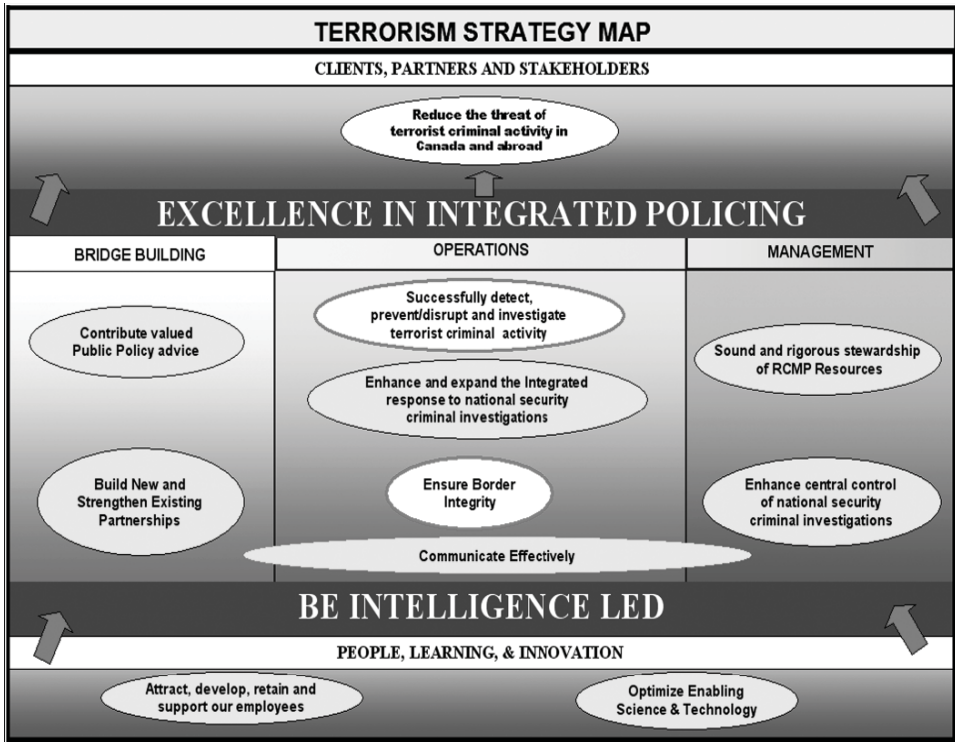 TERRORISM STRATEGY MAP
CLIENTS, PARTNERS AND STAKEHOLDERS
Reduce the threat of
terrorist criminal activity in
Canada and abroad
EXCELLENCE IN INTEGRATED POLICING
BRIDGE BUILDING
Contribute valued
Public Policy advice
Build New and
Strengthen Existing
Partnerships
OPERATIONS
Successfully detect,
prevent/disrupt and investigate
terrorist criminal activity
Enhance and expand the Integrated
response to national security
criminal investigations
Ensure Border
Integrity
Communicate Effectively
MANAGEMENT
Sound and rigorous stewardship
of RCMP Resources
Enhance central control
of national security
criminal investigations
BE INTELLIGENCE LED
PEOPLE, LEARNING, & INNOVATION
Attract, develop, retain and
support our employees
Optimize Enabling
Science & Technology